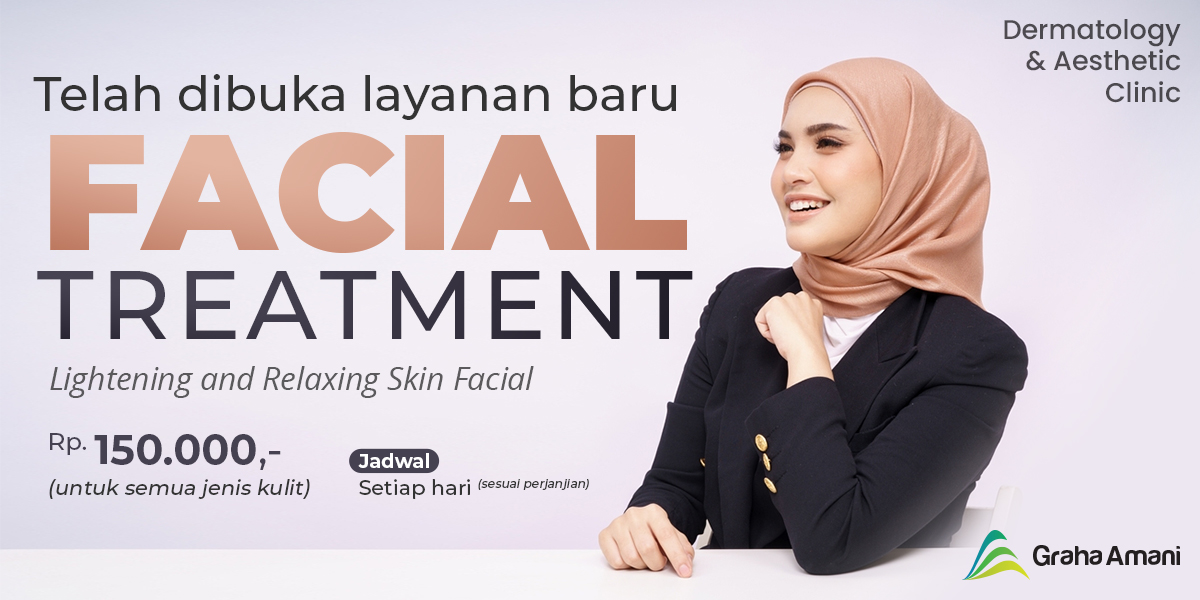 Dermatology
& Aesthetic
Clinic
Telah dibuka layanan baru
FACIAL
TREATMENT
Lightening and Relaxing Skin Facial
Rp. 150.000,-
(untuk semua jenis kulit)
Jadwal
Setiap hari (sesuai perjanjian)
Graha Amani